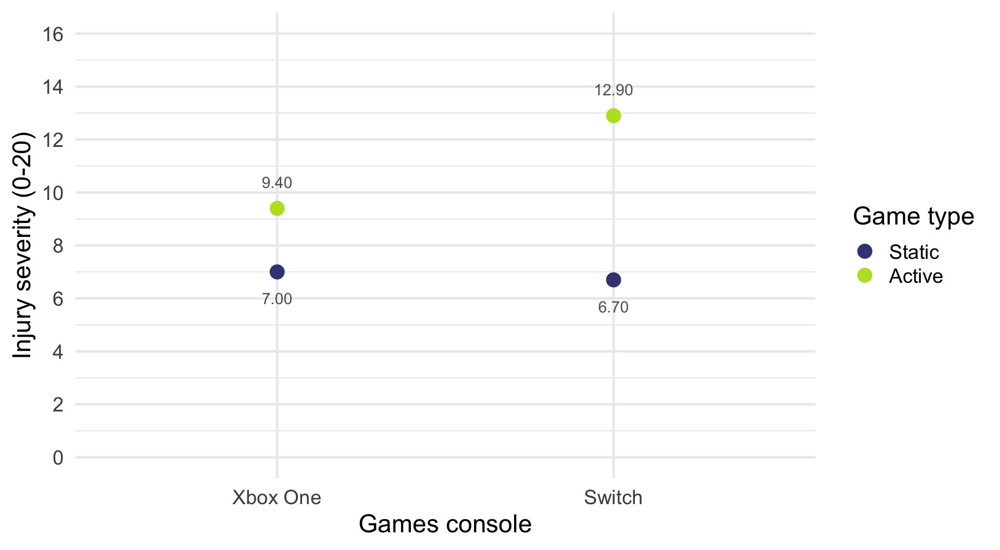 16
14
12
10
8
6
4
2
0
Injury severity (0-20)
12.90
9.40
7.00
6.70
Xbox One
Switch
Games console
Game type
Static
Active